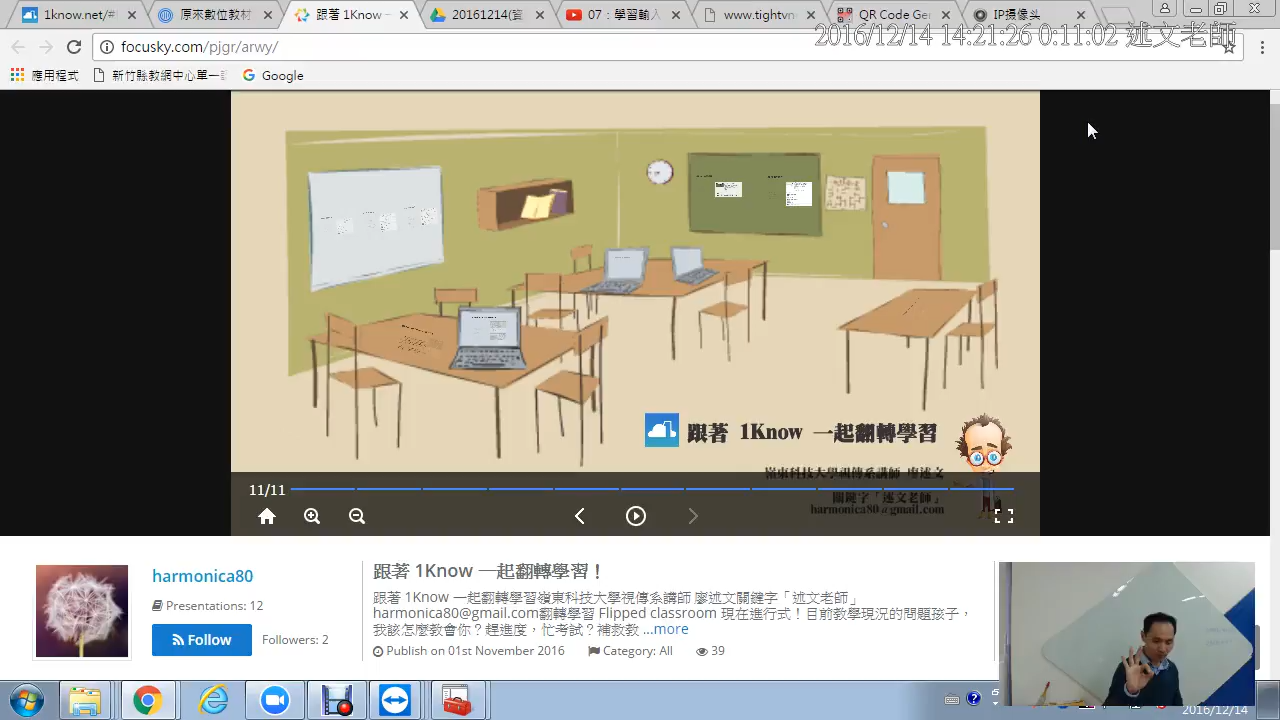 1know.net/#
原來數位教材
跟著 1Know
20161214(資
07：學習輸入
www.tightvn
QR Code Ge
IP摄像头
focusky.com/pjgr/arwy/
2016/12/14 14:21:26 0:11:02 述文老師
應用程式
新竹縣教網中心單一
Google
跟著 1Know 一起翻轉學習
嶺東科技大學視傳系講師 廖述文
關鍵字「述文老師」
harmonica80@gmail.com
11/11
harmonica80
Presentations: 12
Follow
Followers: 2
跟著 1Know 一起翻轉學習！
跟著 1Know 一起翻轉學習嶺東科技大學視傳系講師 廖述文關鍵字「述文老師」
harmonica80@gmail.com翻轉學習 Flipped classroom 現在進行式！目前教學現況的問題孩子，
我該怎麼教會你？趕進度，忙考試？補救教 ...more
Publish on 01st November 2016
Category: All
39
2016/12/14